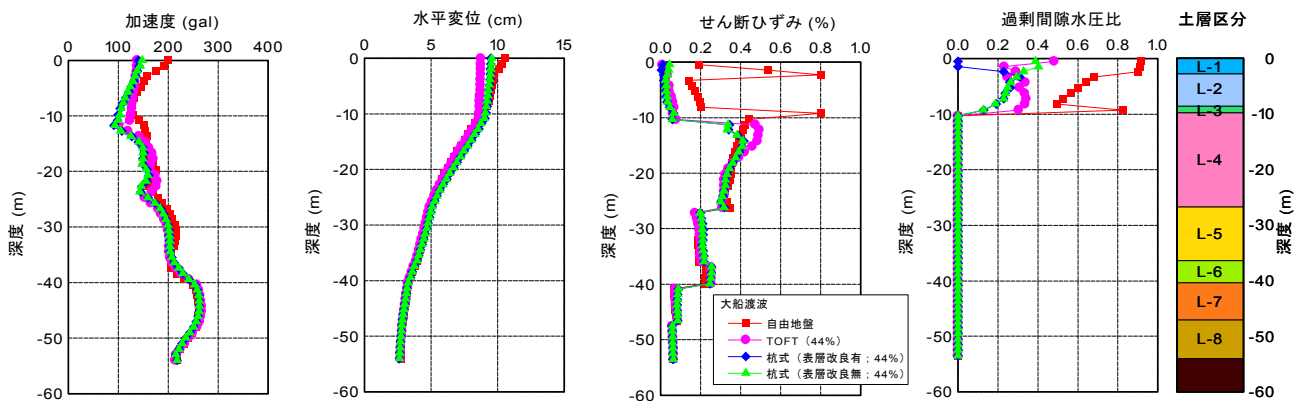 加速度 (gal)
0 100 200 300 400
0
-10
-20
-30
-40
-50
-60
深度 (m)
水平変位 (cm)
0 5 10 15
0
-10
-20
-30
-40
-50
-60
深度 (m)
せん断ひずみ (%)
0.0 0.2 0.4 0.6 0.8 1.0
0
-10
-20
-30
-40
-50
-60
深度 (m)
大船渡波
自由地盤
TOFT（44%）
杭式（表層改良有；44%）
杭式（表層改良無；44%）
過剰間隙水圧比
0.0 0.2 0.4 0.6 0.8 1.0
0
-10
-20
-30
-40
-50
-60
深度 (m)
土層区分
L-1
L-2
L-3
L-4
L-5
L-6
L-7
L-8
0
-10
-20
-30
-40
-50
-60
深度 (m)